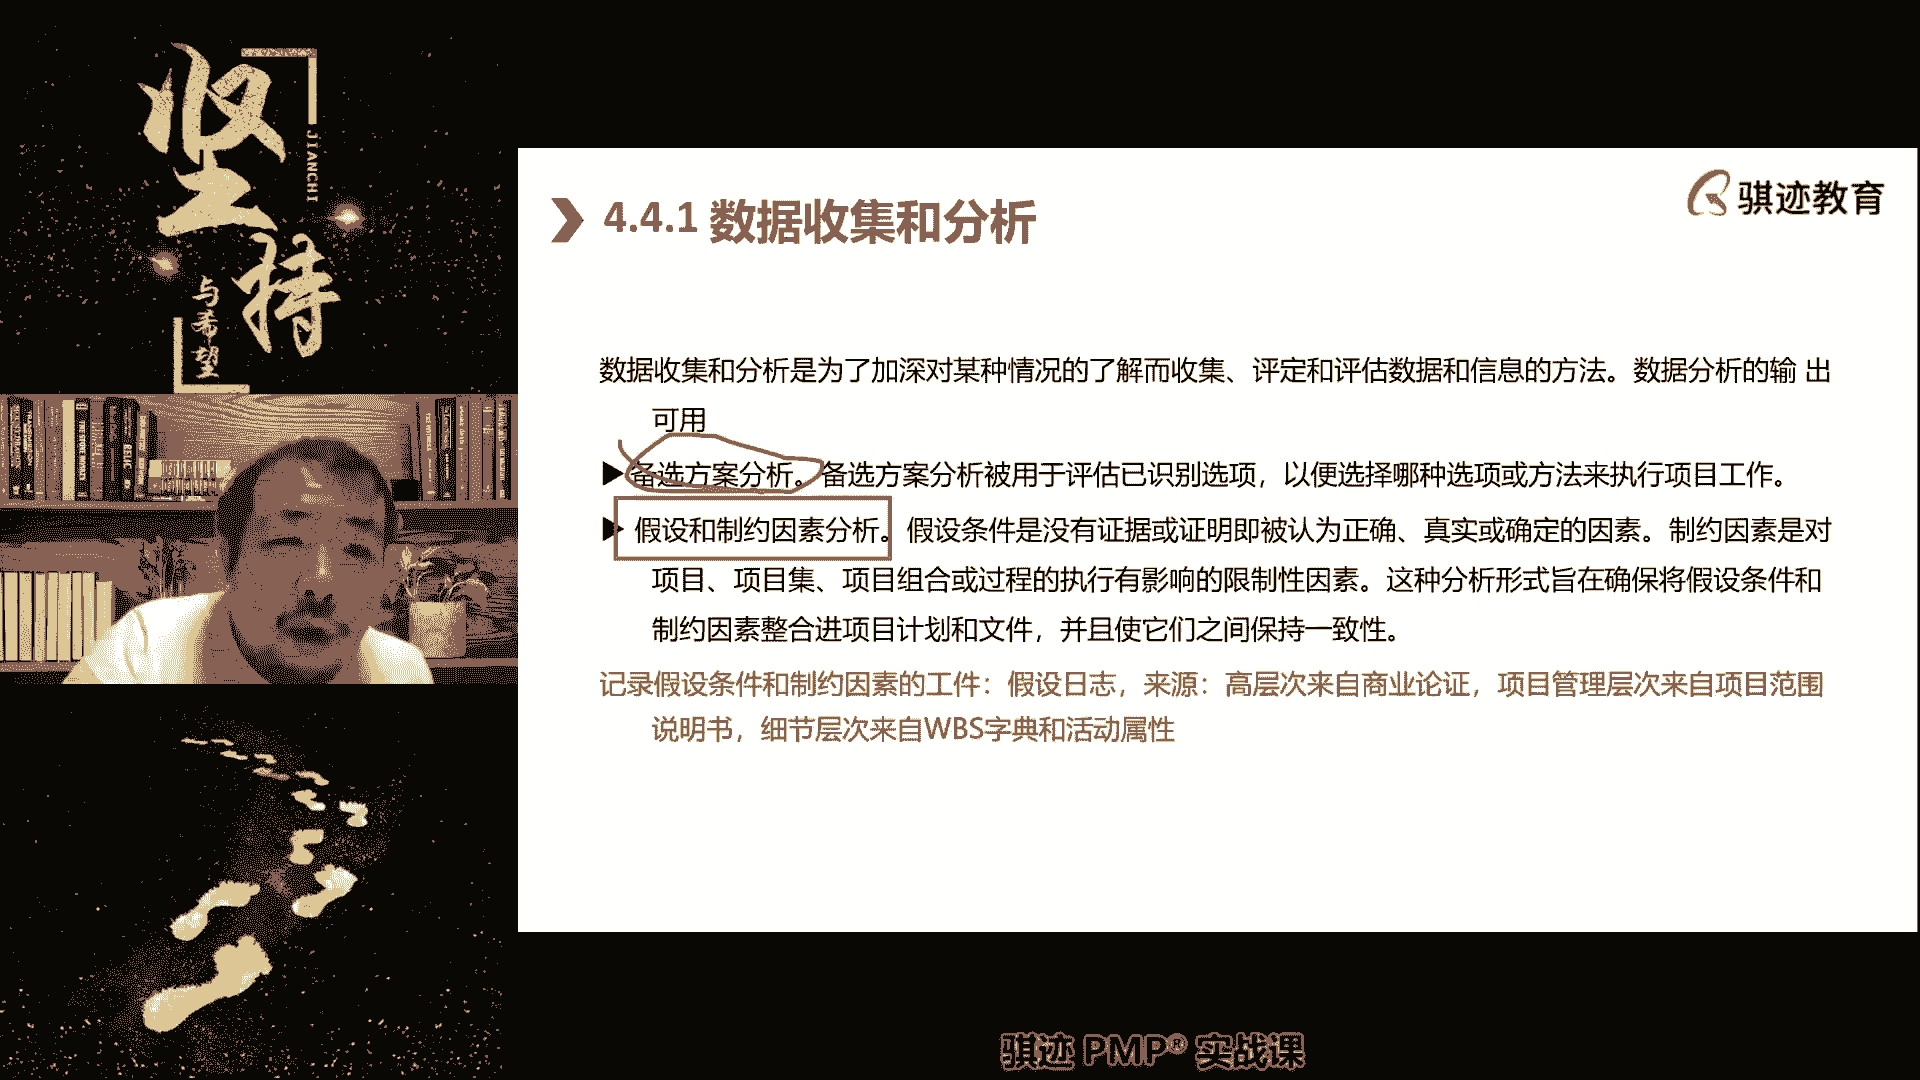 坚持
JIANCHI
与希望
骐迹教育
4.4.1 数据收集和分析
数据收集和分析是为了加深对某种情况的了解而收集、评定和评估数据和信息的方法。数据分析的输 出
可用
备选方案分析。备选方案分析被用于评估已识别选项，以便选择哪种选项或方法来执行项目工作。
假设和制约因素分析。假设条件是没有证据或证明即被认为正确、真实或确定的因素。制约因素是对
项目、项目集、项目组合或过程的执行有影响的限制性因素。这种分析形式旨在确保将假设条件和
制约因素整合进项目计划和文件，并且使它们之间保持一致性。
记录假设条件和制约因素的工件：假设日志，来源：高层次来自商业论证，项目管理层次来自项目范围
说明书，细节层次来自WBS字典和活动属性
骐迹 PMP® 实战课